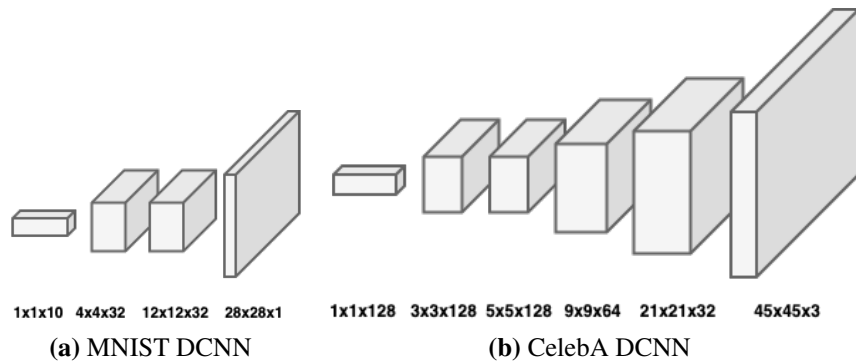 1x1x10 4x4x32 12x12x32 28x28x1
1x1x128 3x3x128 5x5x128 9x9x64 21x21x32 45x45x3
(a) MNIST DCNN
(b) CelebA DCNN